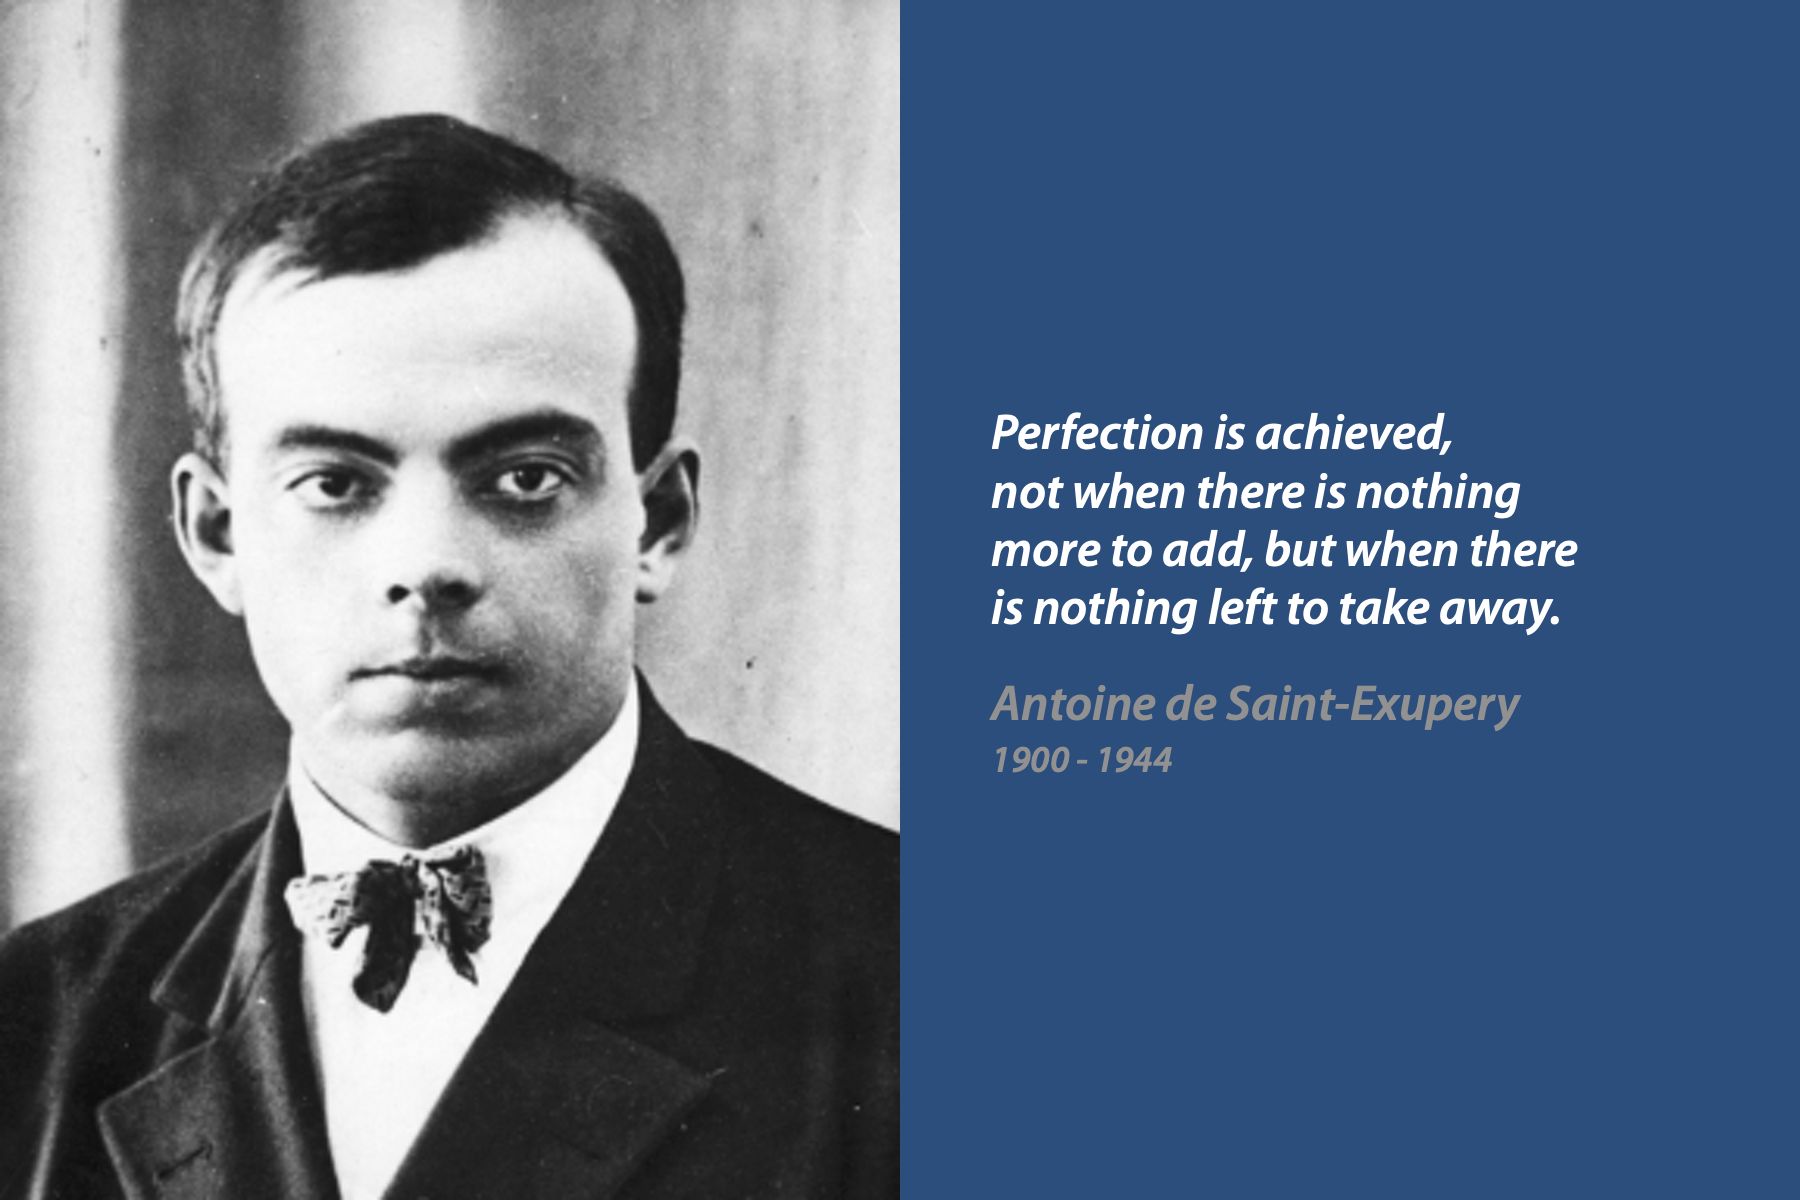 Perfection is achieved,
not when there is nothing
more to add, but when there
is nothing left to take away.
Antoine de Saint-Exupery
1900 - 1944